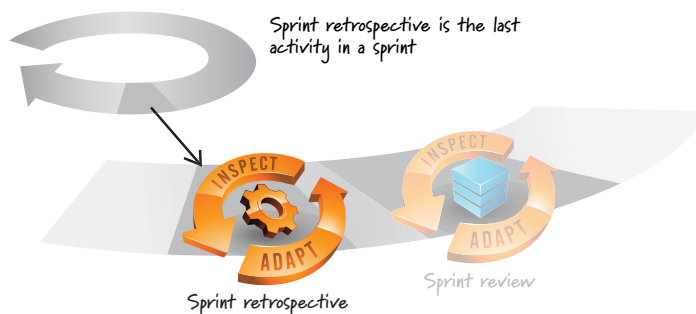 Sprint retrospective is the last
activity in a sprint
INSPECT
ADAPT
Sprint retrospective
INSPECT
ADAPT
Sprint review